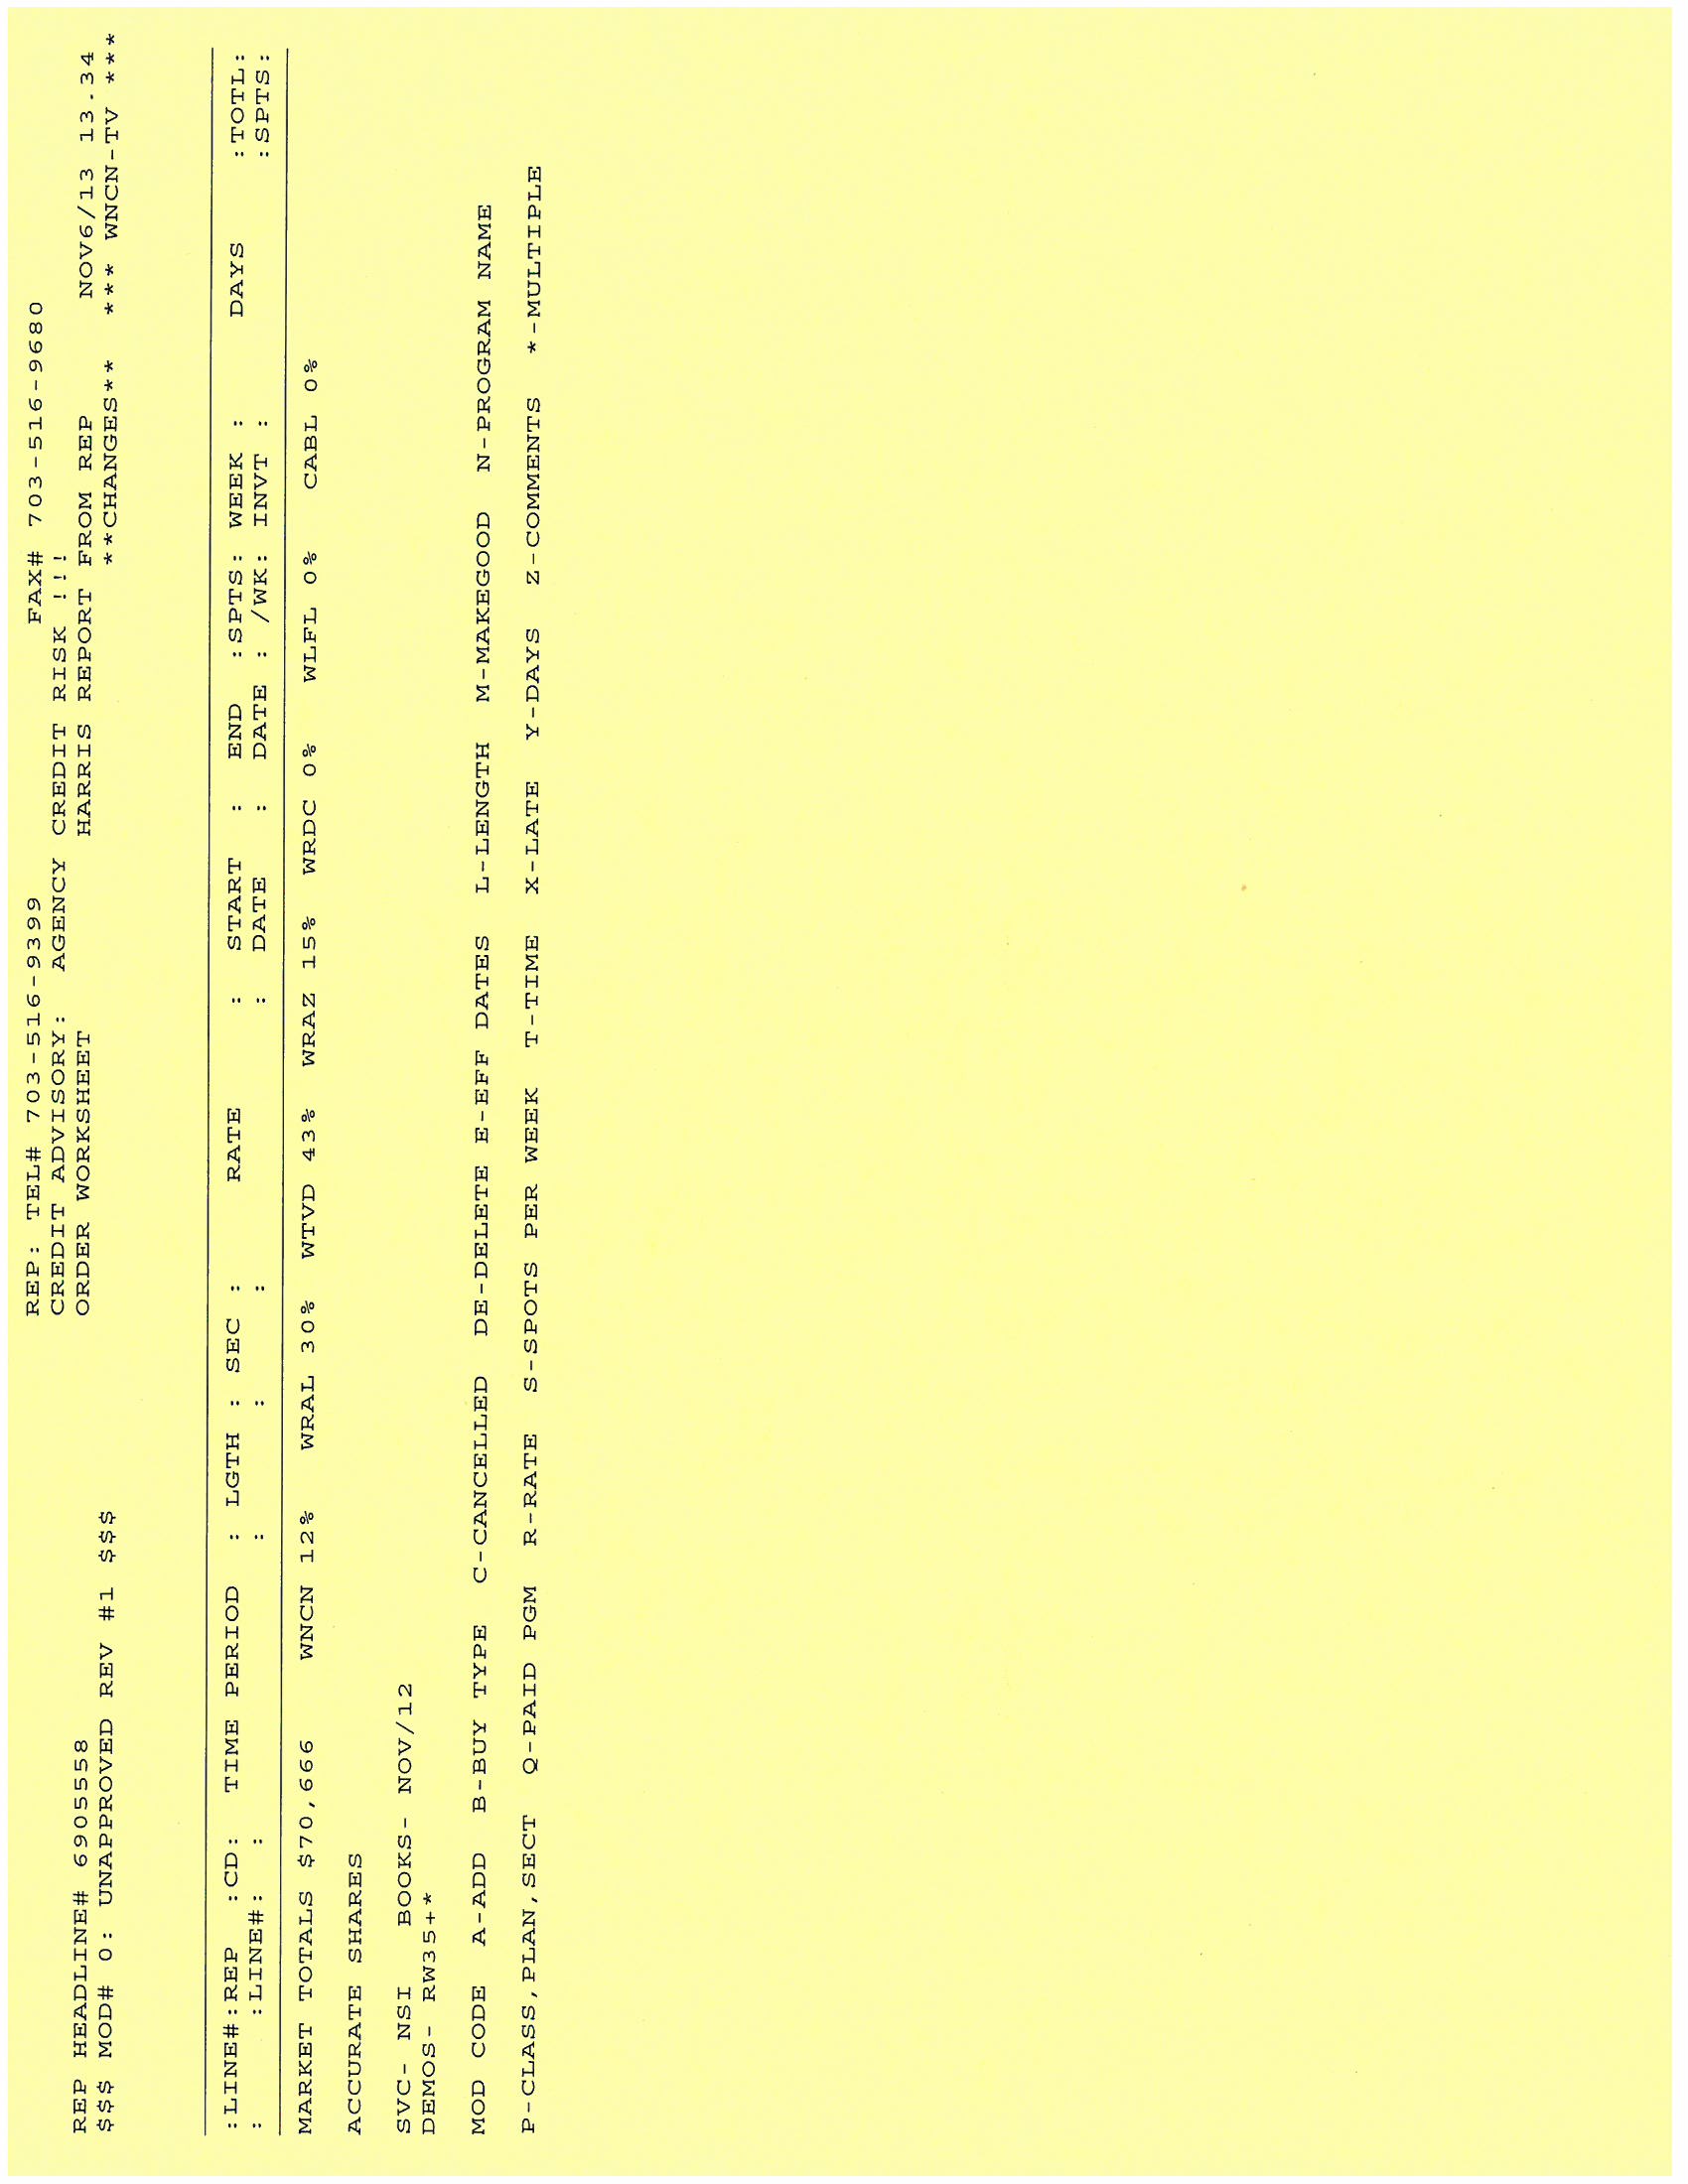 REP: TEL# 703-516-9399 FAX# 703-516-9680
CREDIT ADVISORY: AGENCY CREDIT RISK !!!
REP HEADLINE# 6905558 ORDER WORKSHEET HARRIS REPORT FROM REP NOV6/13 13.34
$$$ MOD# 0: UNAPPROVED REV #1 $$$ **CHANGES** *** WNCN-TV ***
:LINE#:REP :CD: TIME PERIOD : LGTH : SEC : RATE : START : END :SPTS: WEEK : DAYS :TOTL:
: :LINE#: : : : : : DATE : DATE : /WK: INVT : :SPTS:
MARKET TOTALS $70,666 WNCN 12% WRAL 30% WTVD 43% WRAZ 15% WRDC 0% WLFL 0% CABL 0%
ACCURATE SHARES
SVC- NSI BOOKS- NOV/12
DEMOS- RW35+*
MOD CODE A-ADD B-BUY TYPE C-CANCELLED DE-DELETE E-EFF DATES L-LENGTH M-MAKEGOOD N-PROGRAM NAME
P-CLASS,PLAN,SECT Q-PAID PGM R-RATE S-SPOTS PER WEEK T-TIME X-LATE Y-DAYS Z-COMMENTS *-MULTIPLE